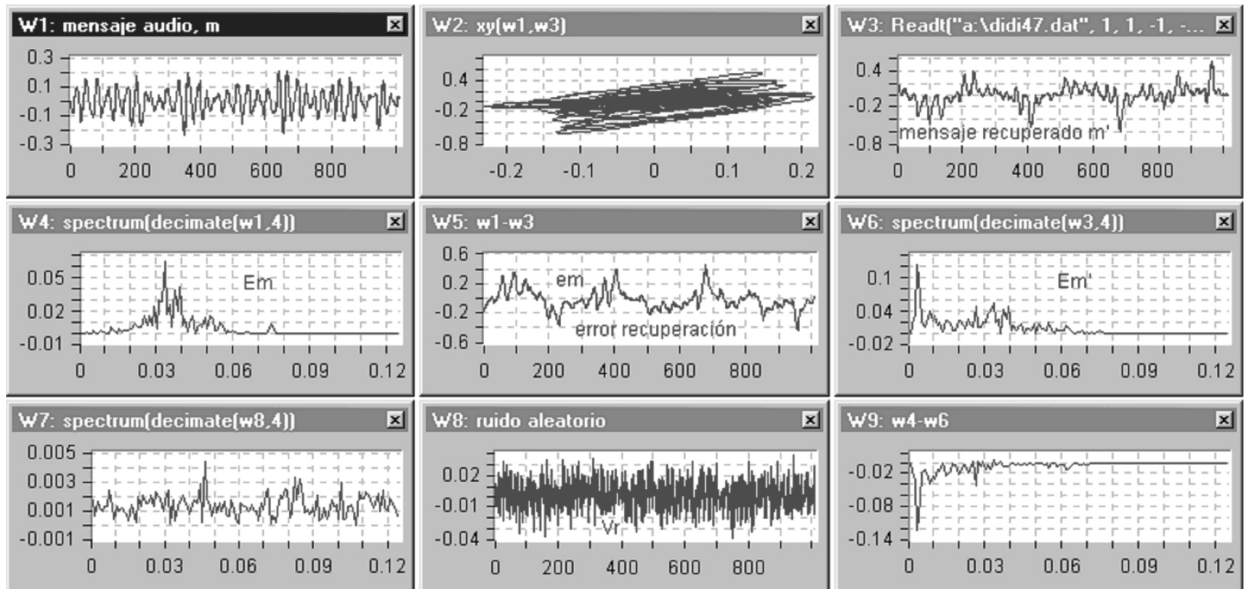 W1: mensaje audio, m
0.3
0.1
-0.1
-0.3
0 200 400 600 800
W2: xy(w1,w3)
0.4
-0.2
-0.8
-0.2 -0.1 0 0.1 0.2
W3: Readt("a:\didi47.dat", 1, 1, -1, -...
0.4
-0.2
-0.8
mensaje recuperado m'
0 200 400 600 800
W4: spectrum(decimate(w1,4))
0.05
0.02
-0.01
Em
0 0.03 0.06 0.09 0.12
W5: w1-w3
0.6
0.2
-0.2
-0.6
em
error recuperación
0 200 400 600 800
W6: spectrum(decimate(w3,4))
0.1
0.04
-0.02
Em'
0 0.03 0.06 0.09 0.12
W7: spectrum(decimate(w8,4))
0.005
0.003
0.001
-0.001
0 0.03 0.06 0.09 0.12
W8: ruido aleatorio
0.02
-0.01
-0.04
Vr
0 200 400 600 800
W9: w4-w6
-0.02
-0.08
-0.14
0 0.03 0.06 0.09 0.12